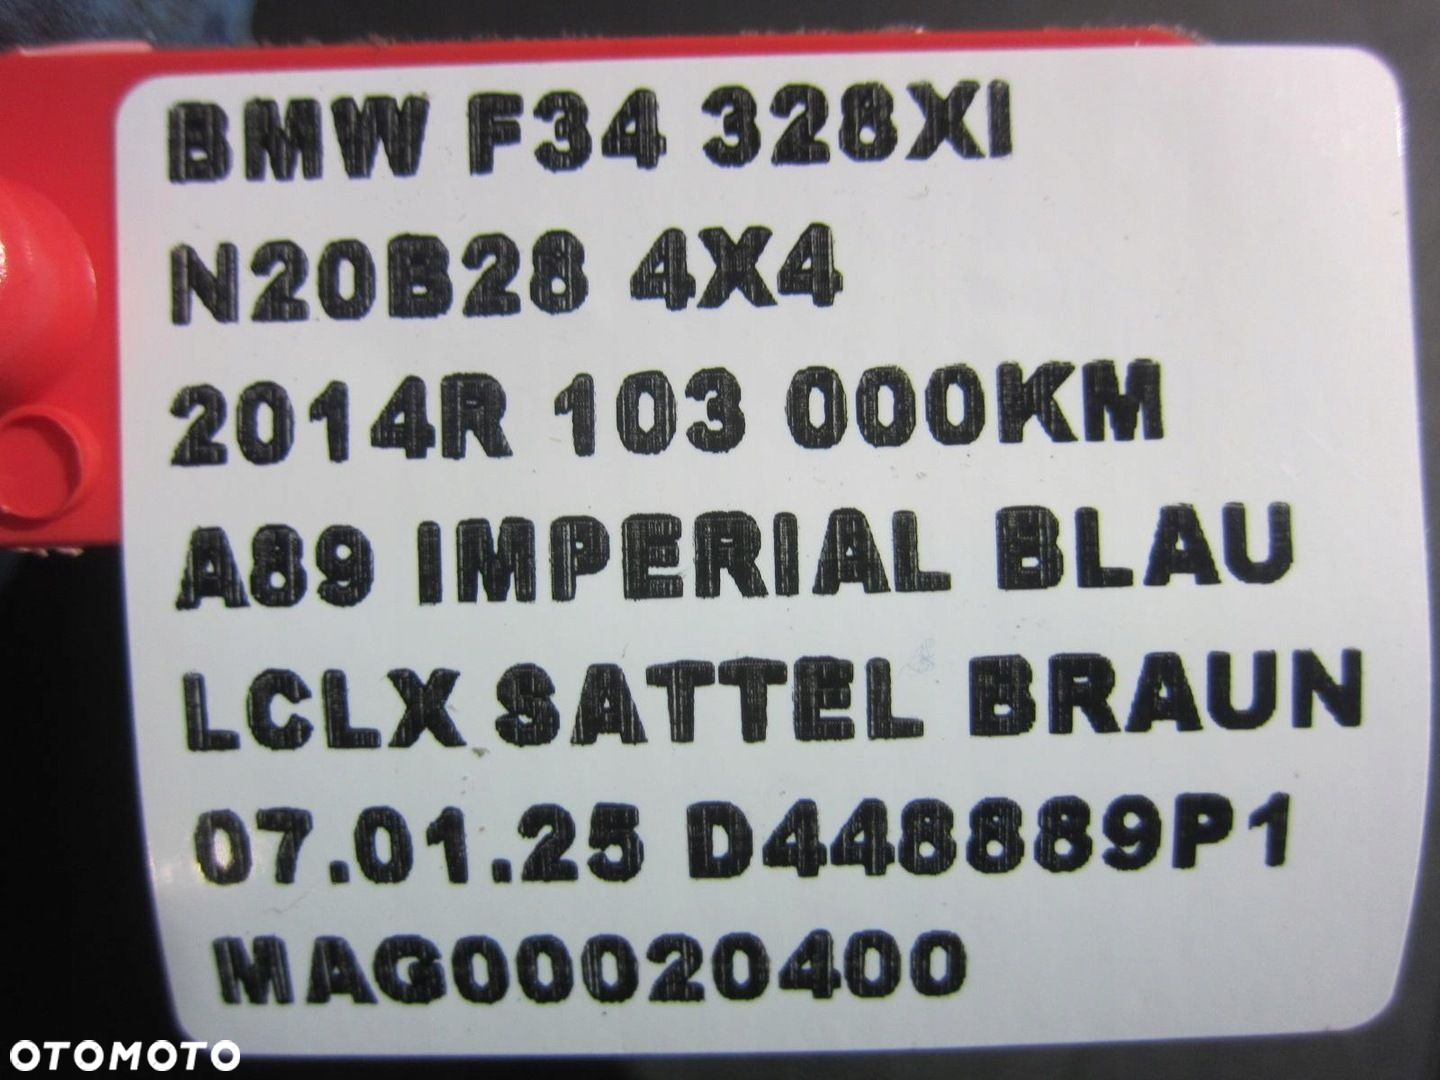 BMW F34 328XI
N20B28 4X4
2014R 103 000KM
A89 IMPERIAL BLAU
LCLX SATTEL BRAUN
07.01.25 D448889P1
MAG00020400
OTOMOTO